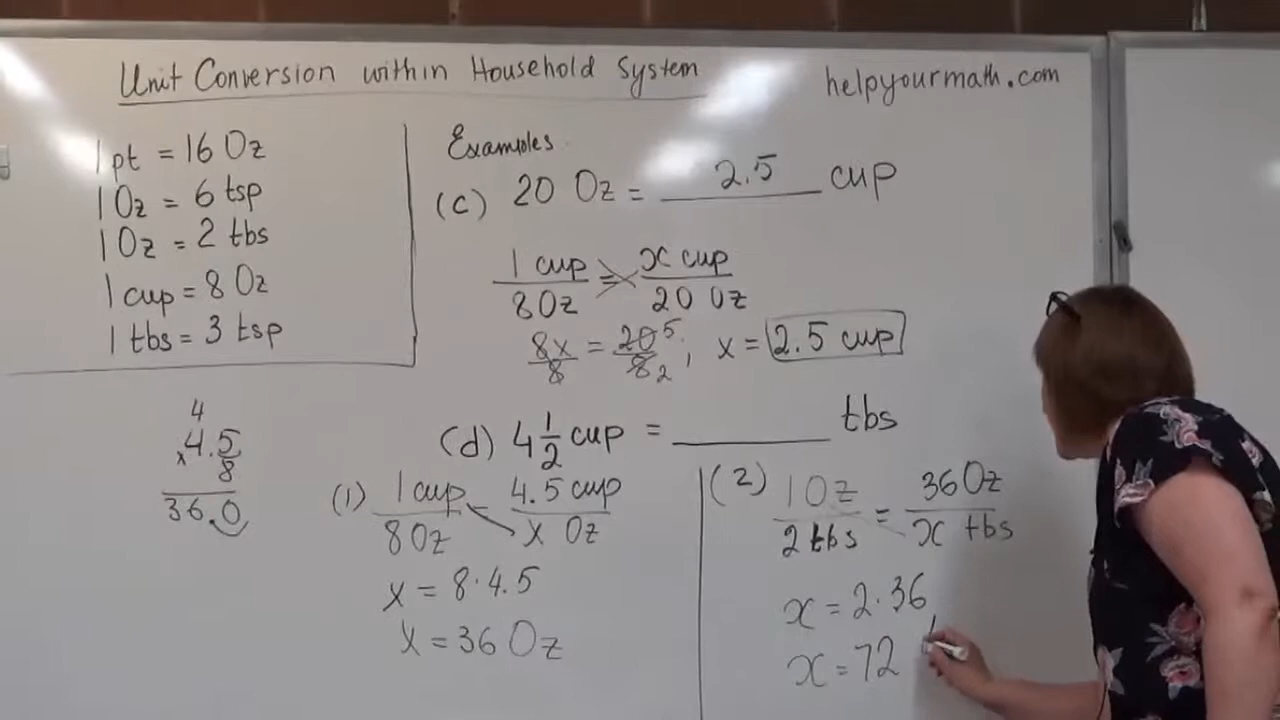 Unit Conversion within Household System
helpyourmath.com
1 pt = 16 Oz
1 Oz = 6 tsp
1 Oz = 2 tbs
1 cup = 8 Oz
1 tbs = 3 tsp
Examples
(c) 20 Oz = 2.5 cup
1 cup / 8 Oz = x cup / 20 Oz
8x / 8 = 20 5 / 8 2 , x = 2.5 cup
(d) 4 1/2 cup = ____ tbs
4
x 4.5
8
36.0
(1) 1 cup / 8 Oz = 4.5 cup / x Oz
x = 8 · 4.5
x = 36 Oz
(2) 1 Oz / 2 tbs = 36 Oz / x tbs
x = 2 · 36
x = 72